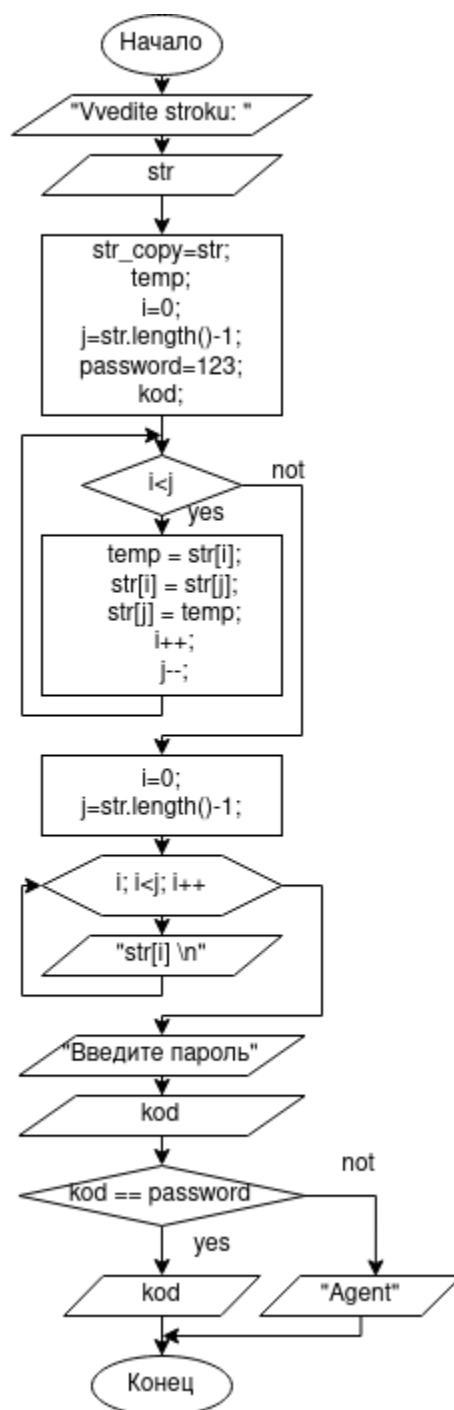 Начало
"Vvedite stroku: "
str
str_copy=str;
temp;
i=0;
j=str.length()-1;
password=123;
kod;
i<j
not
yes
temp = str[i];
str[i] = str[j];
str[j] = temp;
i++;
j--;
i=0;
j=str.length()-1;
i; i<j; i++
"str[i] \n"
"Введите пароль"
kod
not
kod == password
yes
kod
"Agent"
Конец